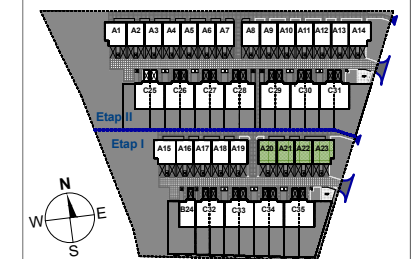 A1 A2 A3 A4 A5 A6 A7 A8 A9 A10 A11 A12 A13 A14
C25 C26 C27 C28 C29 C30 C31
Etap II
Etap I
A15 A16 A17 A18 A19 A20 A21 A22 A23
B24 C32 C33 C34 C35
N
W E
S